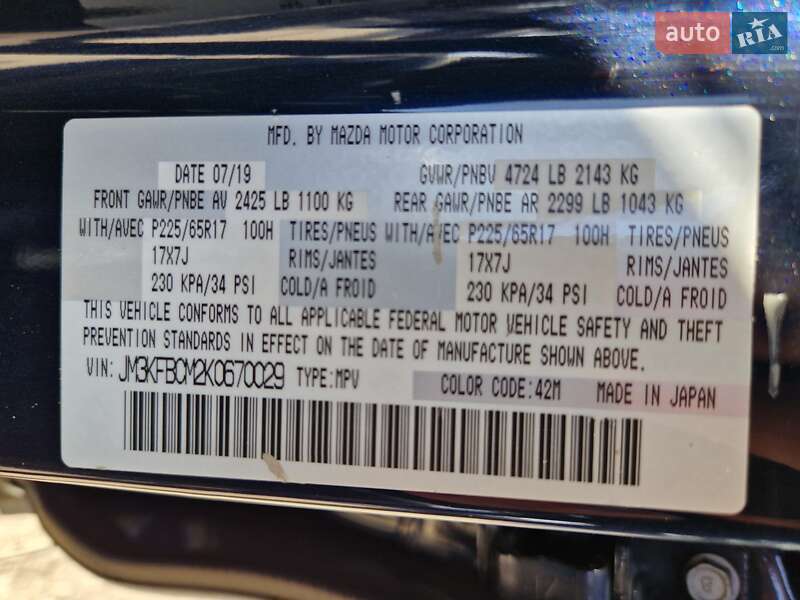 auto RIA.com
MFD. BY MAZDA MOTOR CORPORATION
DATE 07/19 GVWR/PNBV 4724 LB 2143 KG
FRONT GAWR/PNBE AV 2425 LB 1100 KG REAR GAWR/PNBE AR 2299 LB 1043 KG
WITH/AVEC P225/65R17 100H TIRES/PNEUS WITH/AVEC P225/65R17 100H TIRES/PNEUS
17X7J RIMS/JANTES 17X7J RIMS/JANTES
230 KPA/34 PSI COLD/A FROID 230 KPA/34 PSI COLD/A FROID
THIS VEHICLE CONFORMS TO ALL APPLICABLE FEDERAL MOTOR VEHICLE SAFETY AND THEFT
PREVENTION STANDARDS IN EFFECT ON THE DATE OF MANUFACTURE SHOWN ABOVE.
VIN: JM3KFBCM2K0670029 TYPE:MPV COLOR CODE:42M MADE IN JAPAN